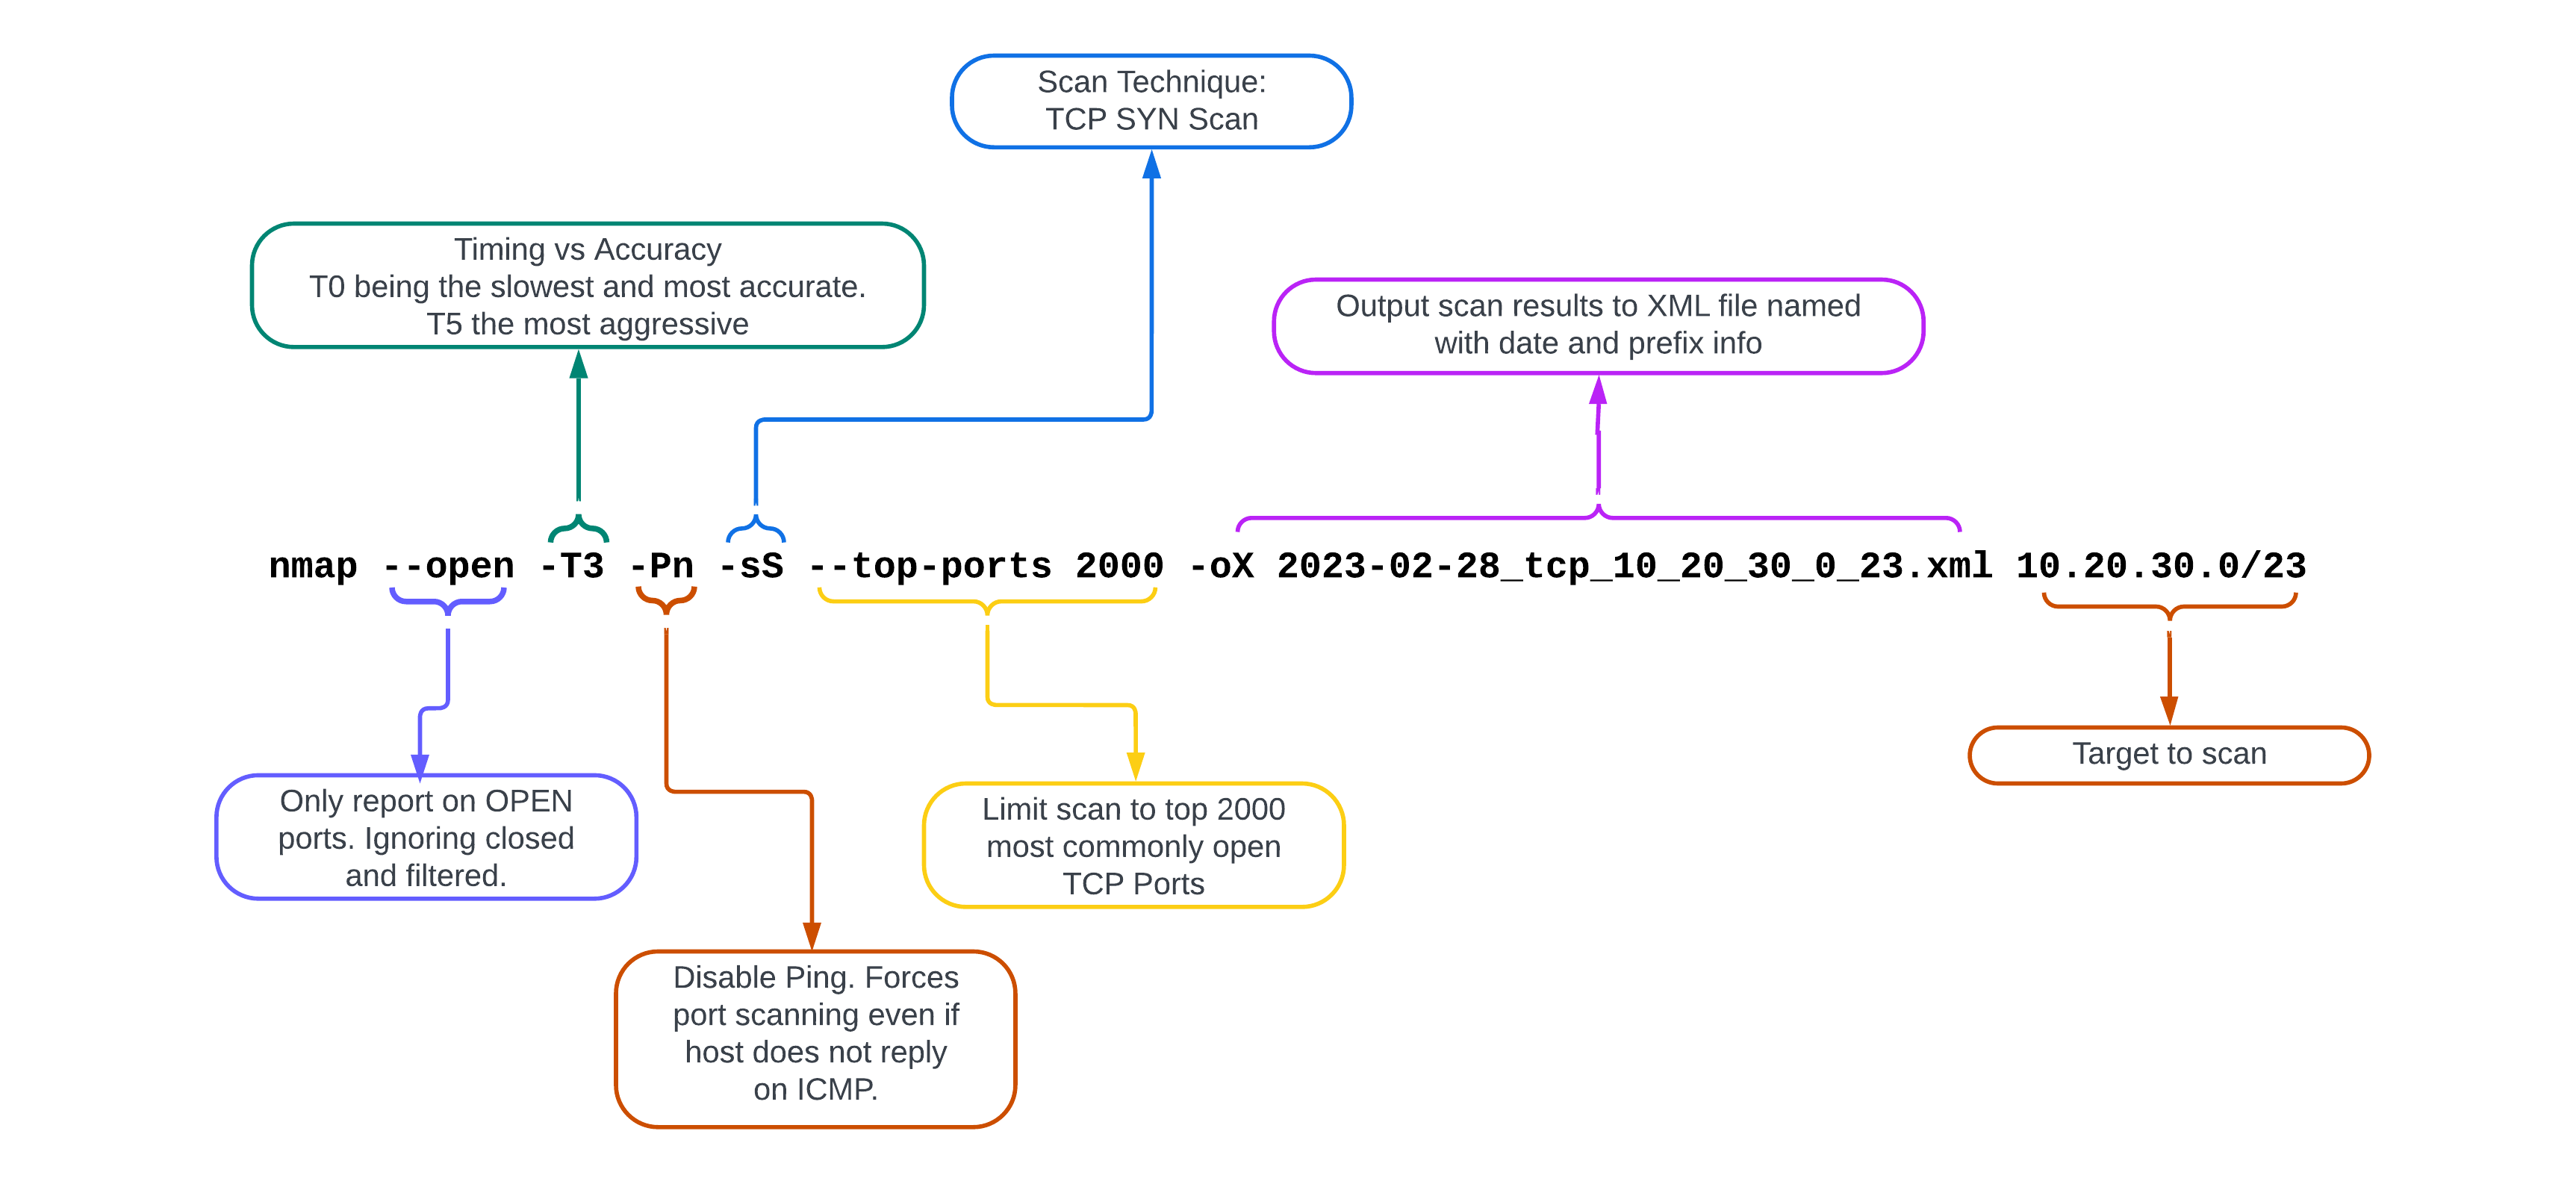 Scan Technique:
TCP SYN Scan
Timing vs Accuracy
T0 being the slowest and most accurate.
T5 the most aggressive
Output scan results to XML file named
with date and prefix info
nmap --open -T3 -Pn -sS --top-ports 2000 -oX 2023-02-28_tcp_10_20_30_0_23.xml 10.20.30.0/23
Target to scan
Only report on OPEN
ports. Ignoring closed
and filtered.
Limit scan to top 2000
most commonly open
TCP Ports
Disable Ping. Forces
port scanning even if
host does not reply
on ICMP.